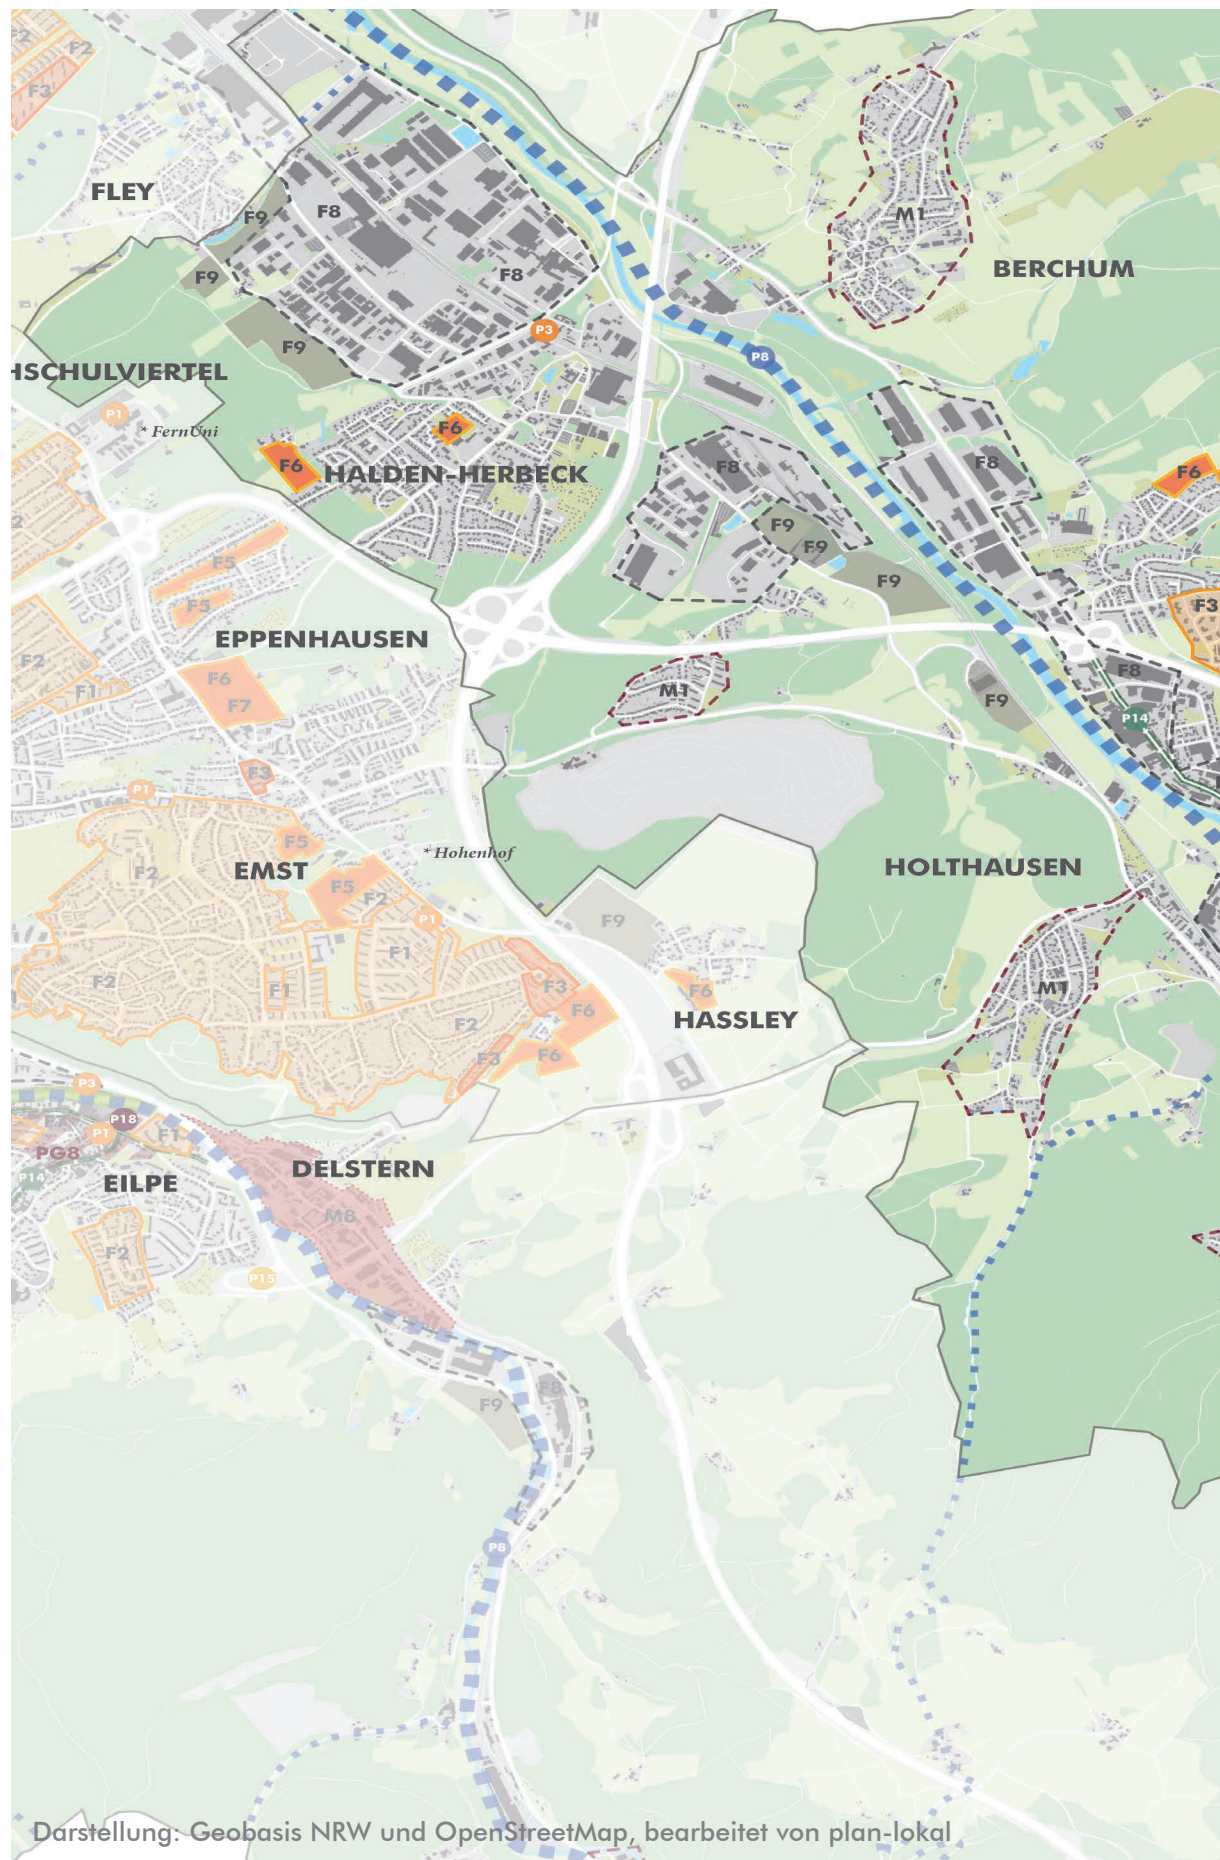 F2
F2
F3
FLEY
F9
F8
M1
F9
F8
BERCHUM
P3
F9
P8
HSCHULVIERTEL
P1
* FernUni
F6
F6
HALDEN-HERBECK
F8
F8
F6
F9
F9
F9
F5
F5
F3
EPPENHAUSEN
F2
F6
F1
F7
M1
F8
F9
P14
F3
P1
* Hohenhof
F5
EMST
F2
F5
F2
HOLTHAUSEN
P1
F9
F1
F2
F1
F3
F6
F6
M1
HASSLEY
F2
F3
F6
P3
P18
P1
F1
PG8
DELSTERN
P14
EILPE
M8
F2
P15
F8
F9
P8
Darstellung: Geobasis NRW und OpenStreetMap, bearbeitet von plan-lokal